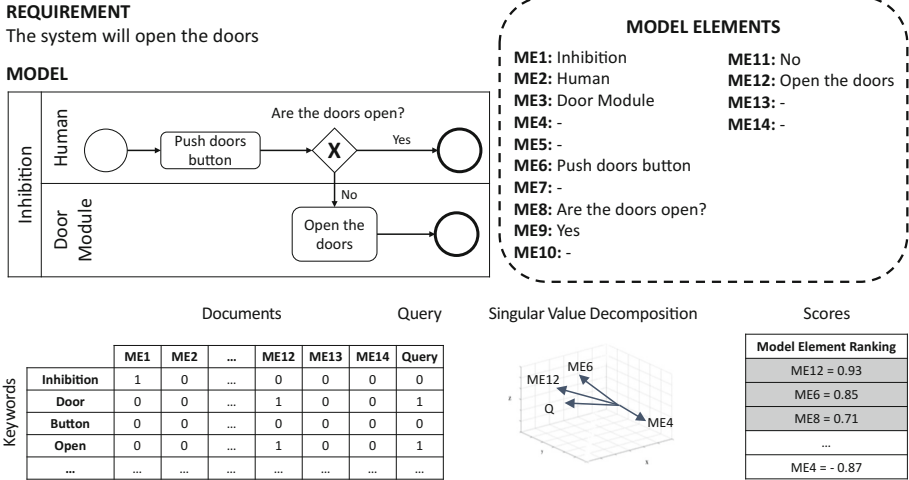 REQUIREMENT
The system will open the doors
MODEL
Inhibition
Human
Push doors
button
Are the doors open?
X
Yes
No
Door
Module
Open the
doors
MODEL ELEMENTS
ME1: Inhibition
ME2: Human
ME3: Door Module
ME4: -
ME5: -
ME6: Push doors button
ME7: -
ME8: Are the doors open?
ME9: Yes
ME10: -
ME11: No
ME12: Open the doors
ME13: -
ME14: -
Documents Query
Keywords
ME1 ME2 ... ME12 ME13 ME14 Query
Inhibition 1 0 ... 0 0 0 0
Door 0 0 ... 1 0 0 1
Button 0 0 ... 0 0 0 0
Open 0 0 ... 1 0 0 1
... ... ... ... ... ... ... ...
Singular Value Decomposition
ME6
ME12
Q
ME4
Scores
Model Element Ranking
ME12 = 0.93
ME6 = 0.85
ME8 = 0.71
...
ME4 = - 0.87